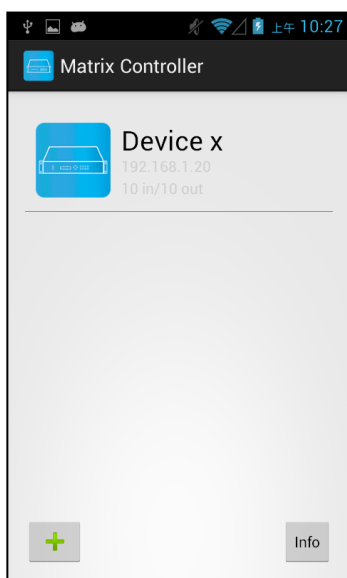 上午 10:27
Matrix Controller
Device x
192.168.1.20
10 in/10 out
Info